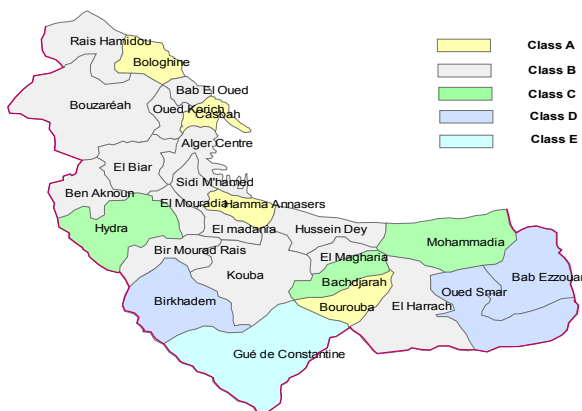 Rais Hamidou
Bologhine
Bab El Oued
Bouzaréah
Oued Korich
Casbah
Alger Centre
El Biar
Sidi M'hamed
Ben Aknoun
El Mouradia
Hamma Annasers
Hydra
El madania
Hussein Dey
Mohammadia
Bir Mourad Rais
El Magharia
Kouba
Bachdjarah
Bab Ezzouar
Oued Smar
Birkhadem
Bourouba
El Harrach
Gué de Constantine
Class A
Class B
Class C
Class D
Class E